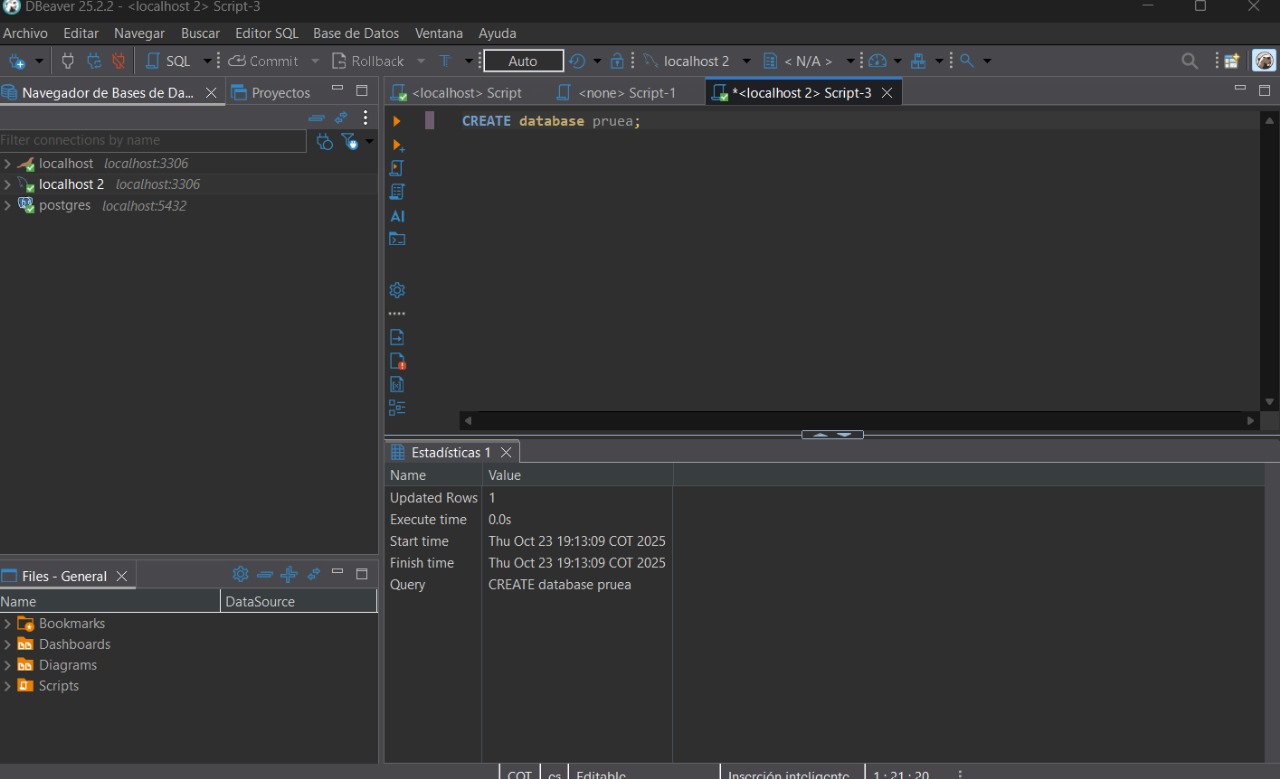 DBeaver 25.2.2 - <localhost 2> Script-3
Archivo Editar Navegar Buscar Editor SQL Base de Datos Ventana Ayuda
SQL Commit Rollback T Auto localhost 2 < N/A >
Navegador de Bases de Da... Proyectos
<localhost> Script <none> Script-1 *<localhost 2> Script-3
Filter connections by name
localhost localhost:3306
localhost 2 localhost:3306
postgres localhost:5432
CREATE database pruea;
AI
Estadísticas 1
Name Value
Updated Rows 1
Execute time 0.0s
Start time Thu Oct 23 19:13:09 COT 2025
Finish time Thu Oct 23 19:13:09 COT 2025
Query CREATE database pruea
Files - General
Name DataSource
Bookmarks
Dashboards
Diagrams
Scripts
COT es Editable Inserción inteligente 1 : 21 : 20